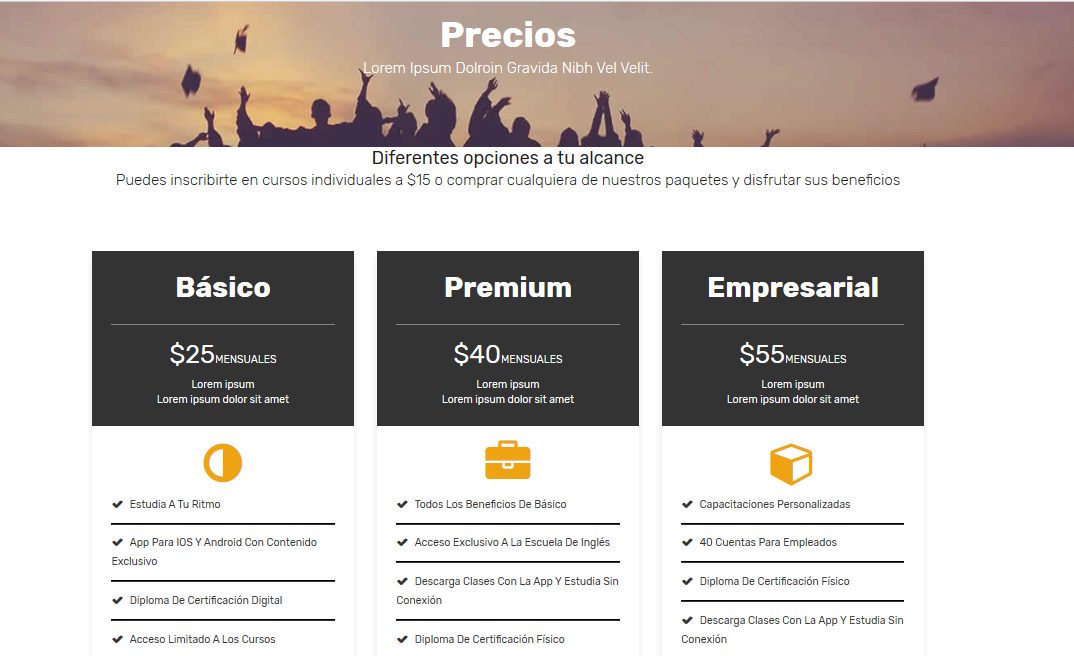 Precios
Lorem Ipsum Dolroin Gravida Nibh Vel Velit.
Diferentes opciones a tu alcance
Puedes inscribirte en cursos individuales a $15 o comprar cualquiera de nuestros paquetes y disfrutar sus beneficios
Básico
$25MENSUALES
Lorem ipsum
Lorem ipsum dolor sit amet
Estudia A Tu Ritmo
App Para IOS Y Android Con Contenido
Exclusivo
Diploma De Certificación Digital
Acceso Limitado A Los Cursos
Premium
$40MENSUALES
Lorem ipsum
Lorem ipsum dolor sit amet
Todos Los Beneficios De Básico
Acceso Exclusivo A La Escuela De Inglés
Descarga Clases Con La App Y Estudia Sin
Conexión
Diploma De Certificación Físico
Empresarial
$55MENSUALES
Lorem ipsum
Lorem ipsum dolor sit amet
Capacitaciones Personalizadas
40 Cuentas Para Empleados
Diploma De Certificación Físico
Descarga Clases Con La App Y Estudia Sin
Conexión